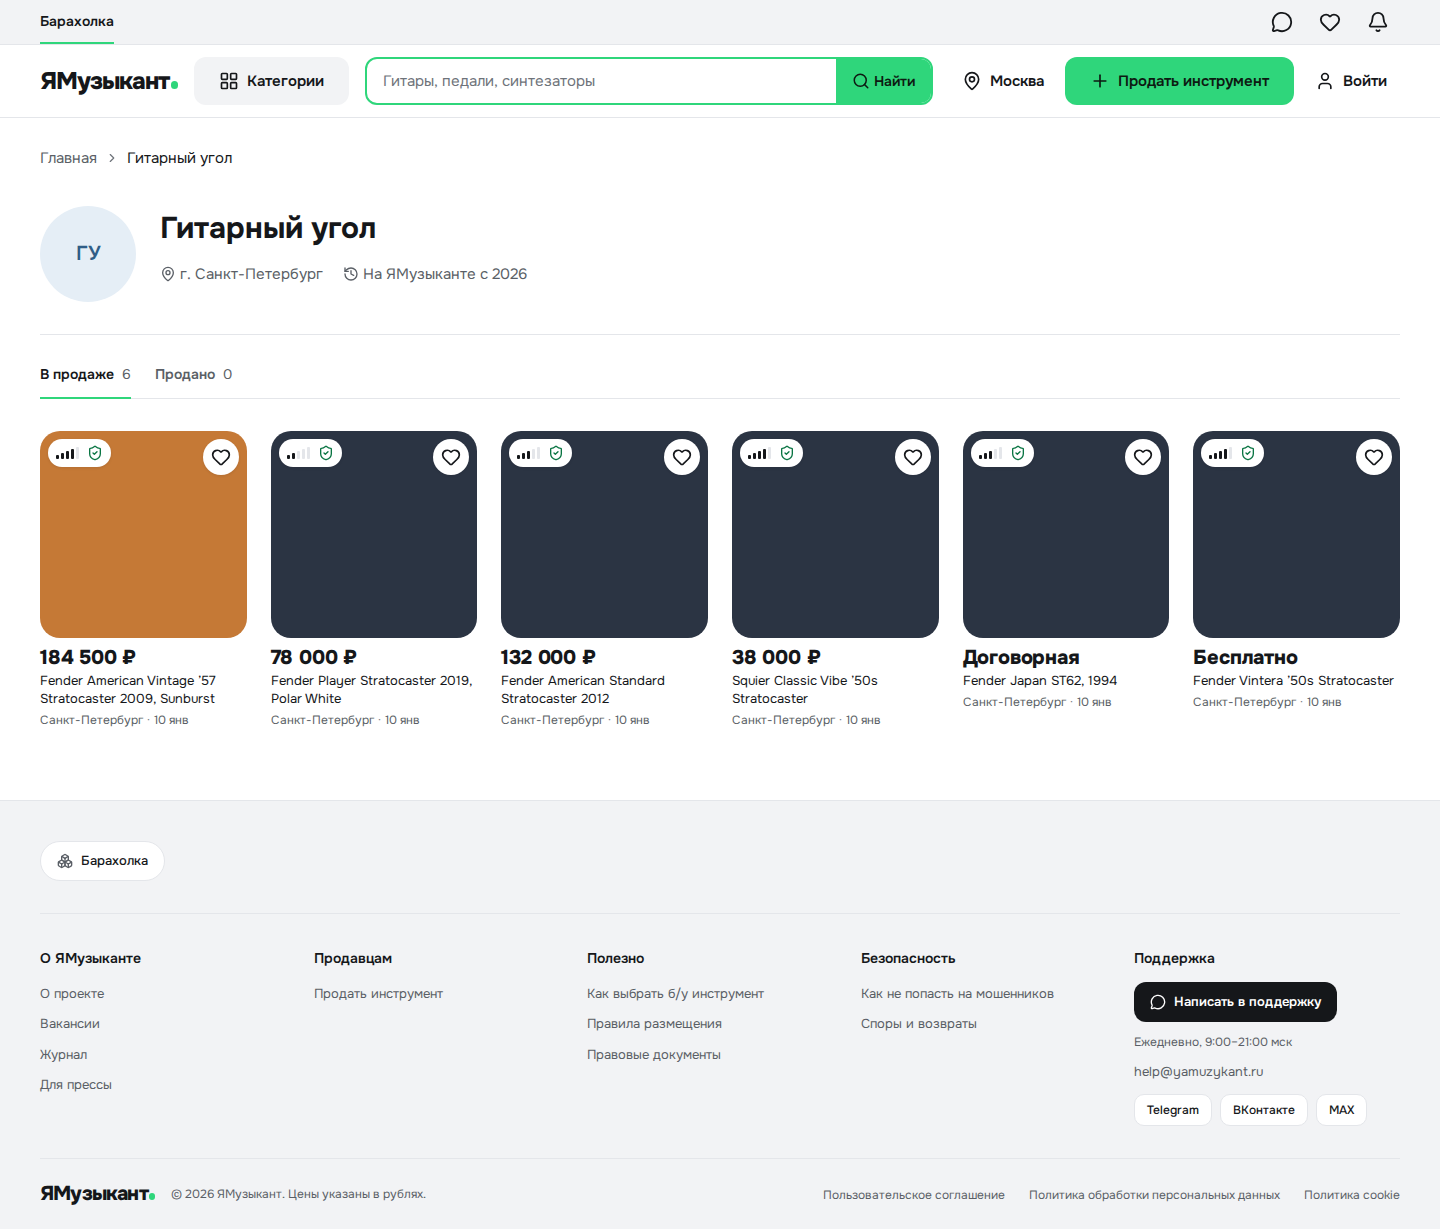 Барахолка
ЯМузыкант.
Категории
Гитары, педали, синтезаторы
Найти
Москва
Продать инструмент
Войти
Главная
Гитарный угол
ГУ
Гитарный угол
г. Санкт-Петербург
На ЯМузыканте с 2026
В продаже 6
Продано 0
184 500 ₽
Fender American Vintage '57
Stratocaster 2009, Sunburst
Санкт-Петербург · 10 янв
78 000 ₽
Fender Player Stratocaster 2019,
Polar White
Санкт-Петербург · 10 янв
132 000 ₽
Fender American Standard
Stratocaster 2012
Санкт-Петербург · 10 янв
38 000 ₽
Squier Classic Vibe '50s
Stratocaster
Санкт-Петербург · 10 янв
Договорная
Fender Japan ST62, 1994
Санкт-Петербург · 10 янв
Бесплатно
Fender Vintera '50s Stratocaster
Санкт-Петербург · 10 янв
Барахолка
О ЯМузыканте
О проекте
Вакансии
Журнал
Для прессы
Продавцам
Продать инструмент
Полезно
Как выбрать б/у инструмент
Правила размещения
Правовые документы
Безопасность
Как не попасть на мошенников
Споры и возвраты
Поддержка
Написать в поддержку
Ежедневно, 9:00–21:00 мск
help@yamuzykant.ru
Telegram
ВКонтакте
MAX
ЯМузыкант.
© 2026 ЯМузыкант. Цены указаны в рублях.
Пользовательское соглашение
Политика обработки персональных данных
Политика cookie